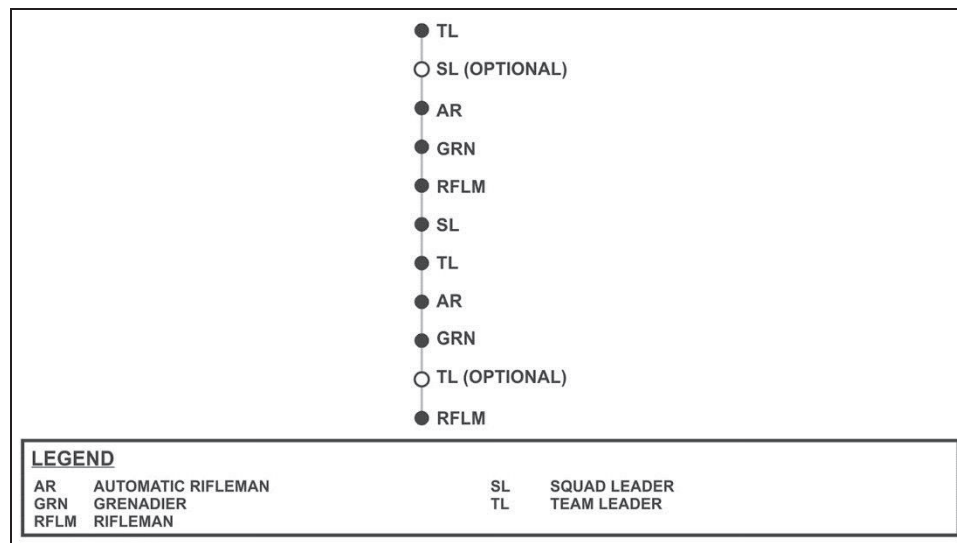 TL
SL (OPTIONAL)
AR
GRN
RFLM
SL
TL
AR
GRN
TL (OPTIONAL)
RFLM
LEGEND
AR AUTOMATIC RIFLEMAN
GRN GRENADIER
RFLM RIFLEMAN
SL SQUAD LEADER
TL TEAM LEADER